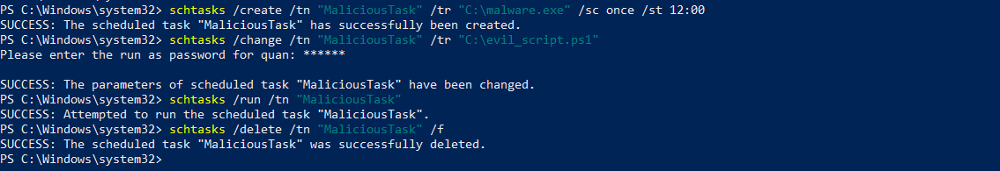 PS C:\Windows\system32> schtasks /create /tn "MaliciousTask" /tr "C:\malware.exe" /sc once /st 12:00
SUCCESS: The scheduled task "MaliciousTask" has successfully been created.
PS C:\Windows\system32> schtasks /change /tn "MaliciousTask" /tr "C:\evil_script.ps1"
Please enter the run as password for quan: ******
SUCCESS: The parameters of scheduled task "MaliciousTask" have been changed.
PS C:\Windows\system32> schtasks /run /tn "MaliciousTask"
SUCCESS: Attempted to run the scheduled task "MaliciousTask".
PS C:\Windows\system32> schtasks /delete /tn "MaliciousTask" /f
SUCCESS: The scheduled task "MaliciousTask" was successfully deleted.
PS C:\Windows\system32>